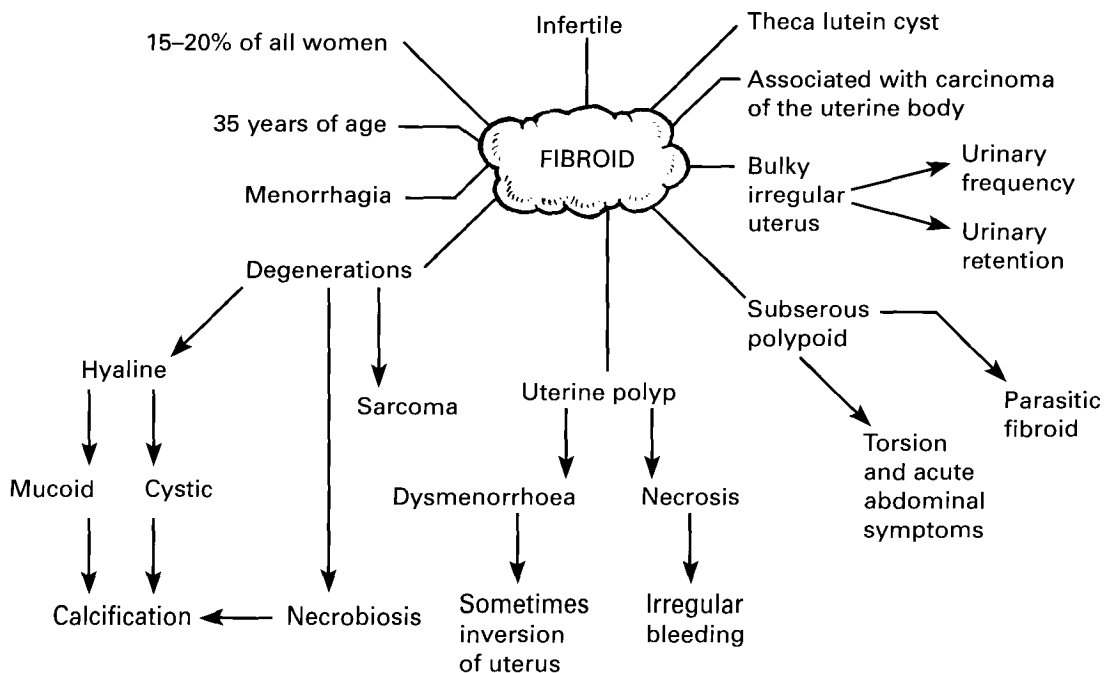 Infertile
Theca lutein cyst
15–20% of all women
Associated with carcinoma
of the uterine body
35 years of age
FIBROID
Menorrhagia
Bulky
irregular
uterus
Urinary
frequency
Urinary
retention
Degenerations
Subserous
polypoid
Hyaline
Sarcoma
Uterine polyp
Parasitic
fibroid
Torsion
and acute
abdominal
symptoms
Mucoid
Cystic
Dysmenorrhoea
Necrosis
Calcification
Necrobiosis
Sometimes
inversion
of uterus
Irregular
bleeding